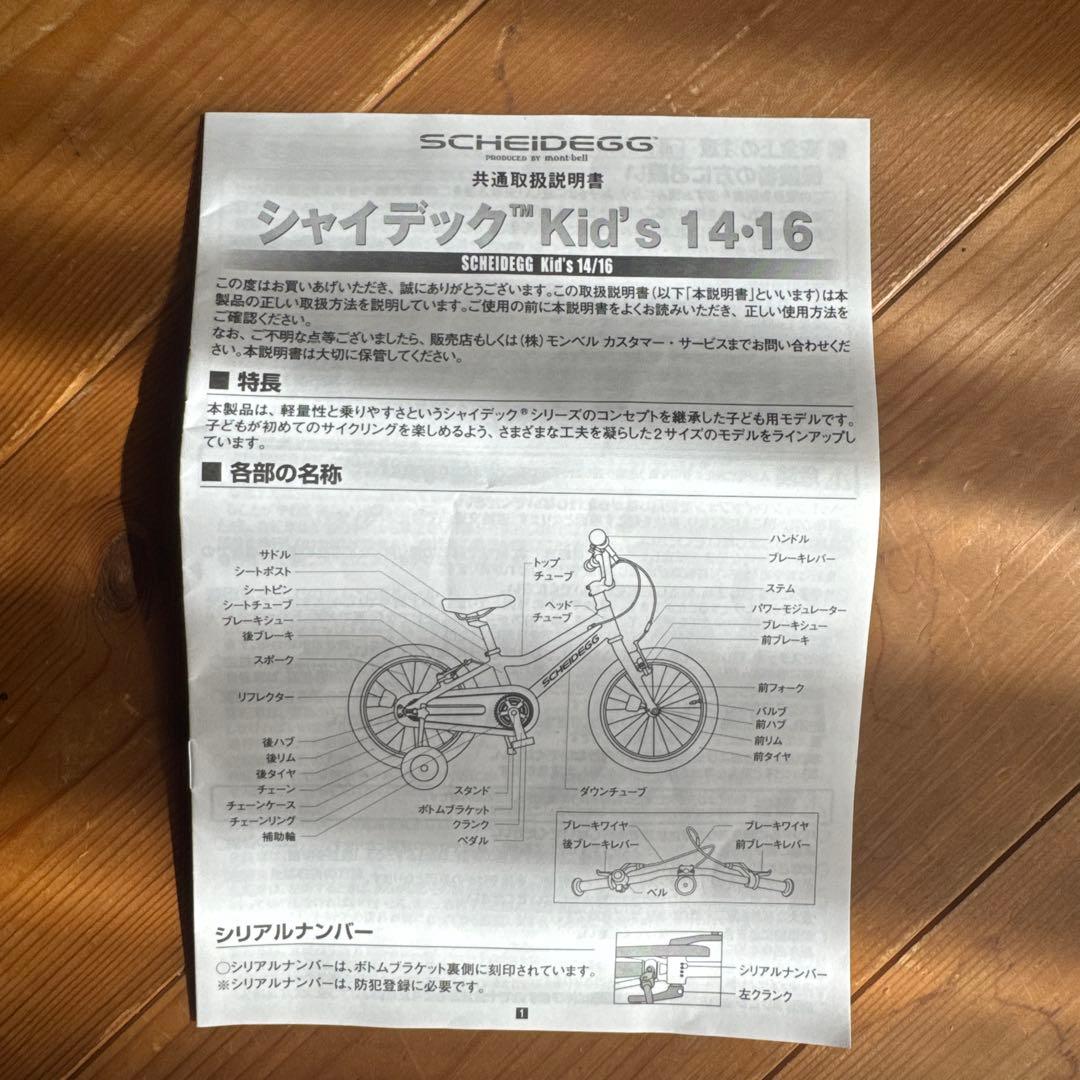 SCHEIDEGG™
PRODUCED BY mont·bell
共通取扱説明書
シャイデック™ Kid's 14・16
SCHEIDEGG Kid's 14/16
この度はお買いあげいただき、誠にありがとうございます。この取扱説明書(以下「本説明書」といいます)は本
製品の正しい取扱方法を説明しています。ご使用の前に本説明書をよくお読みいただき、正しい使用方法を
ご確認ください。
なお、ご不明な点等ございましたら、販売店もしくは(株)モンベル カスタマー・サービスまでお問い合わせくだ
さい。本説明書は大切に保管してください。
■ 特長
本製品は、軽量性と乗りやすさというシャイデック®シリーズのコンセプトを継承した子ども用モデルです。
子どもが初めてのサイクリングを楽しめるよう、さまざまな工夫を凝らした2サイズのモデルをラインアップし
ています。
■ 各部の名称
サドル
シートポスト
シートピン
シートチューブ
ブレーキシュー
後ブレーキ
スポーク
リフレクター
後ハブ
後リム
後タイヤ
チェーン
チェーンケース
チェーンリング
補助輪
トップ
チューブ
ヘッド
チューブ
SCHEIDEGG
スタンド
ボトムブラケット
クランク
ペダル
ダウンチューブ
ハンドル
ブレーキレバー
ステム
パワーモジュレーター
ブレーキシュー
前ブレーキ
前フォーク
バルブ
前ハブ
前リム
前タイヤ
ブレーキワイヤ
後ブレーキレバー
ブレーキワイヤ
前ブレーキレバー
ベル
シリアルナンバー
○シリアルナンバーは、ボトムブラケット裏側に刻印されています。
※シリアルナンバーは、防犯登録に必要です。
シリアルナンバー
左クランク
1